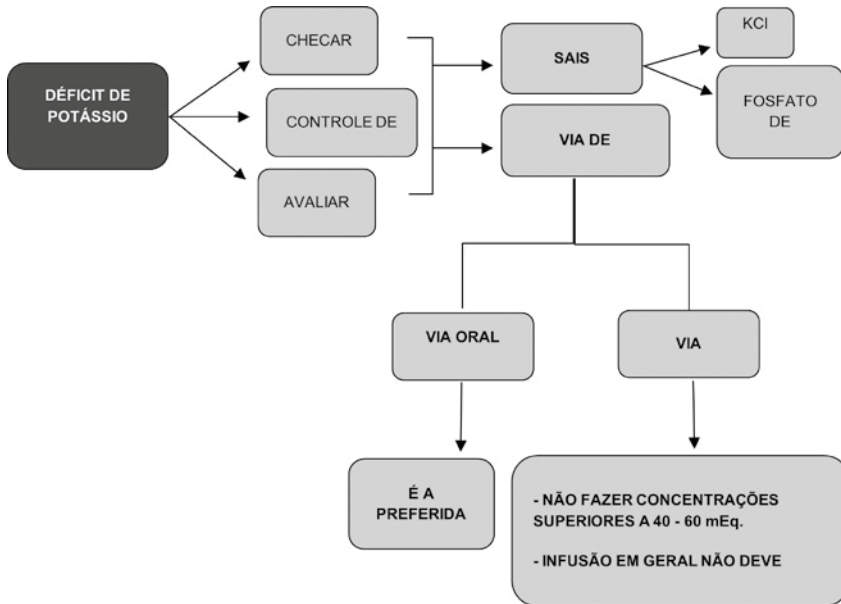 DÉFICIT DE
POTÁSSIO
CHECAR
CONTROLE DE
AVALIAR
SAIS
VIA DE
KCl
FOSFATO
DE
VIA ORAL
VIA
É A
PREFERIDA
- NÃO FAZER CONCENTRAÇÕES
SUPERIORES A 40 - 60 mEq.
- INFUSÃO EM GERAL NÃO DEVE